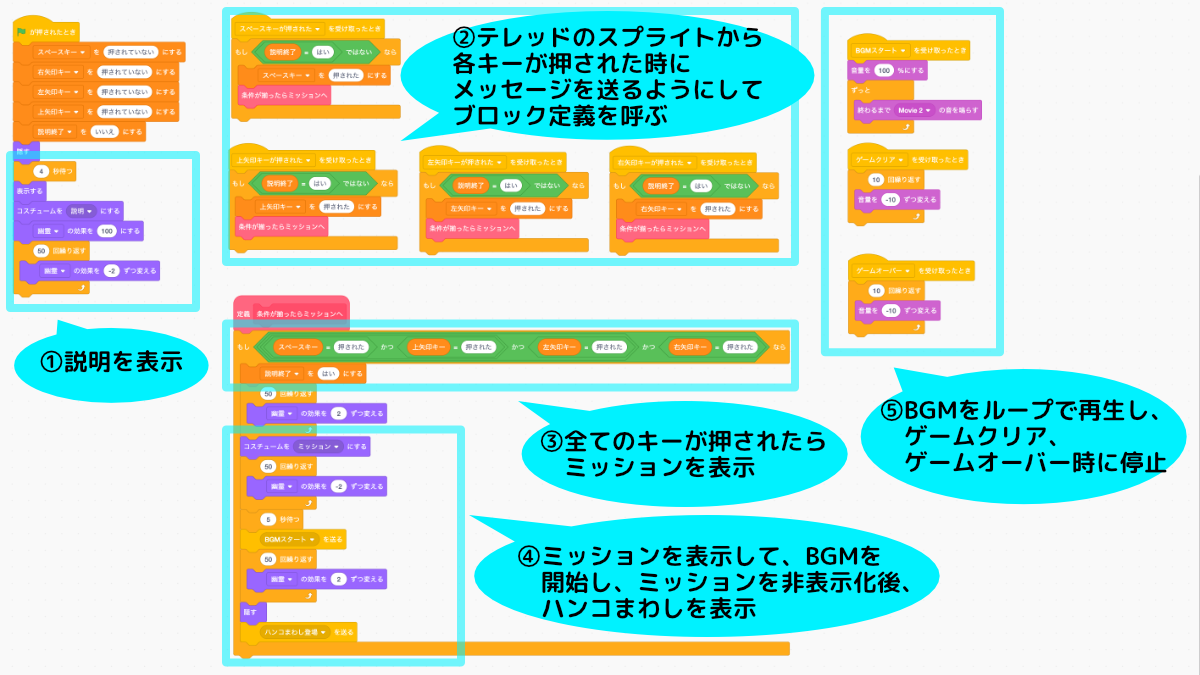 が押されたとき
スペースキー を 押されていない にする
右矢印キー を 押されていない にする
左矢印キー を 押されていない にする
上矢印キー を 押されていない にする
説明終了 を いいえ にする
隠す
4 秒待つ
表示する
コスチュームを 説明 にする
幽霊 の効果を 100 にする
50 回繰り返す
幽霊 の効果を -2 ずつ変える
①説明を表示
スペースキーが押された を受け取ったとき
もし 説明終了 = はい ではない なら
スペースキー を 押された にする
条件が揃ったらミッションへ
②テレッドのスプライトから
各キーが押された時に
メッセージを送るようにして
ブロック定義を呼ぶ
上矢印キーが押された を受け取ったとき
もし 説明終了 = はい ではない なら
上矢印キー を 押された にする
条件が揃ったらミッションへ
左矢印キーが押された を受け取ったとき
もし 説明終了 = はい ではない なら
左矢印キー を 押された にする
条件が揃ったらミッションへ
右矢印キーが押された を受け取ったとき
もし 説明終了 = はい ではない なら
右矢印キー を 押された にする
条件が揃ったらミッションへ
定義 条件が揃ったらミッションへ
もし スペースキー = 押された かつ 上矢印キー = 押された かつ 左矢印キー = 押された かつ 右矢印キー = 押された なら
説明終了 を はい にする
50 回繰り返す
幽霊 の効果を 2 ずつ変える
コスチュームを ミッション にする
50 回繰り返す
幽霊 の効果を -2 ずつ変える
5 秒待つ
BGMスタート を送る
50 回繰り返す
幽霊 の効果を 2 ずつ変える
隠す
ハンコまわし登場 を送る
③全てのキーが押されたら
ミッションを表示
④ミッションを表示して、BGMを
開始し、ミッションを非表示化後、
ハンコまわしを表示
BGMスタート を受け取ったとき
音量を 100 %にする
ずっと
終わるまで Movie 2 の音を鳴らす
ゲームクリア を受け取ったとき
10 回繰り返す
音量を -10 ずつ変える
ゲームオーバー を受け取ったとき
10 回繰り返す
音量を -10 ずつ変える
⑤BGMをループで再生し、
ゲームクリア、
ゲームオーバー時に停止